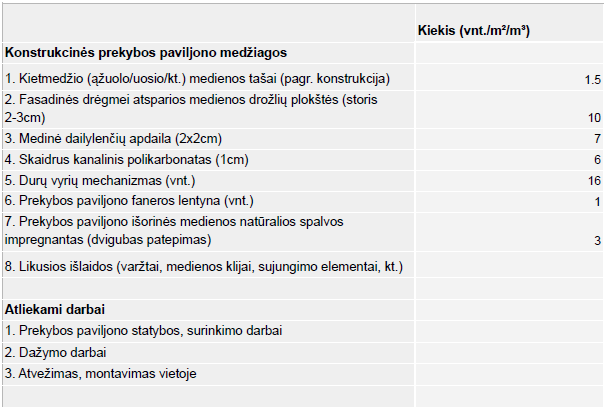 Kiekis (vnt./m²/m³)
Konstrukcinės prekybos paviljono medžiagos
1. Kietmedžio (ąžuolo/uosio/kt.) medienos tašai (pagr. konstrukcija) 1.5
2. Fasadinės drėgmei atsparios medienos drožlių plokštės (storis
2-3cm) 10
3. Medinė dailylenčių apdaila (2x2cm) 7
4. Skaidrus kanalinis polikarbonatas (1cm) 6
5. Durų vyrių mechanizmas (vnt.) 16
6. Prekybos paviljono faneros lentyna (vnt.) 1
7. Prekybos paviljono išorinės medienos natūralios spalvos
impregnantas (dvigubas patepimas) 3
8. Likusios išlaidos (varžtai, medienos klijai, sujungimo elementai, kt.)
Atliekami darbai
1. Prekybos paviljono statybos, surinkimo darbai
2. Dažymo darbai
3. Atvežimas, montavimas vietoje